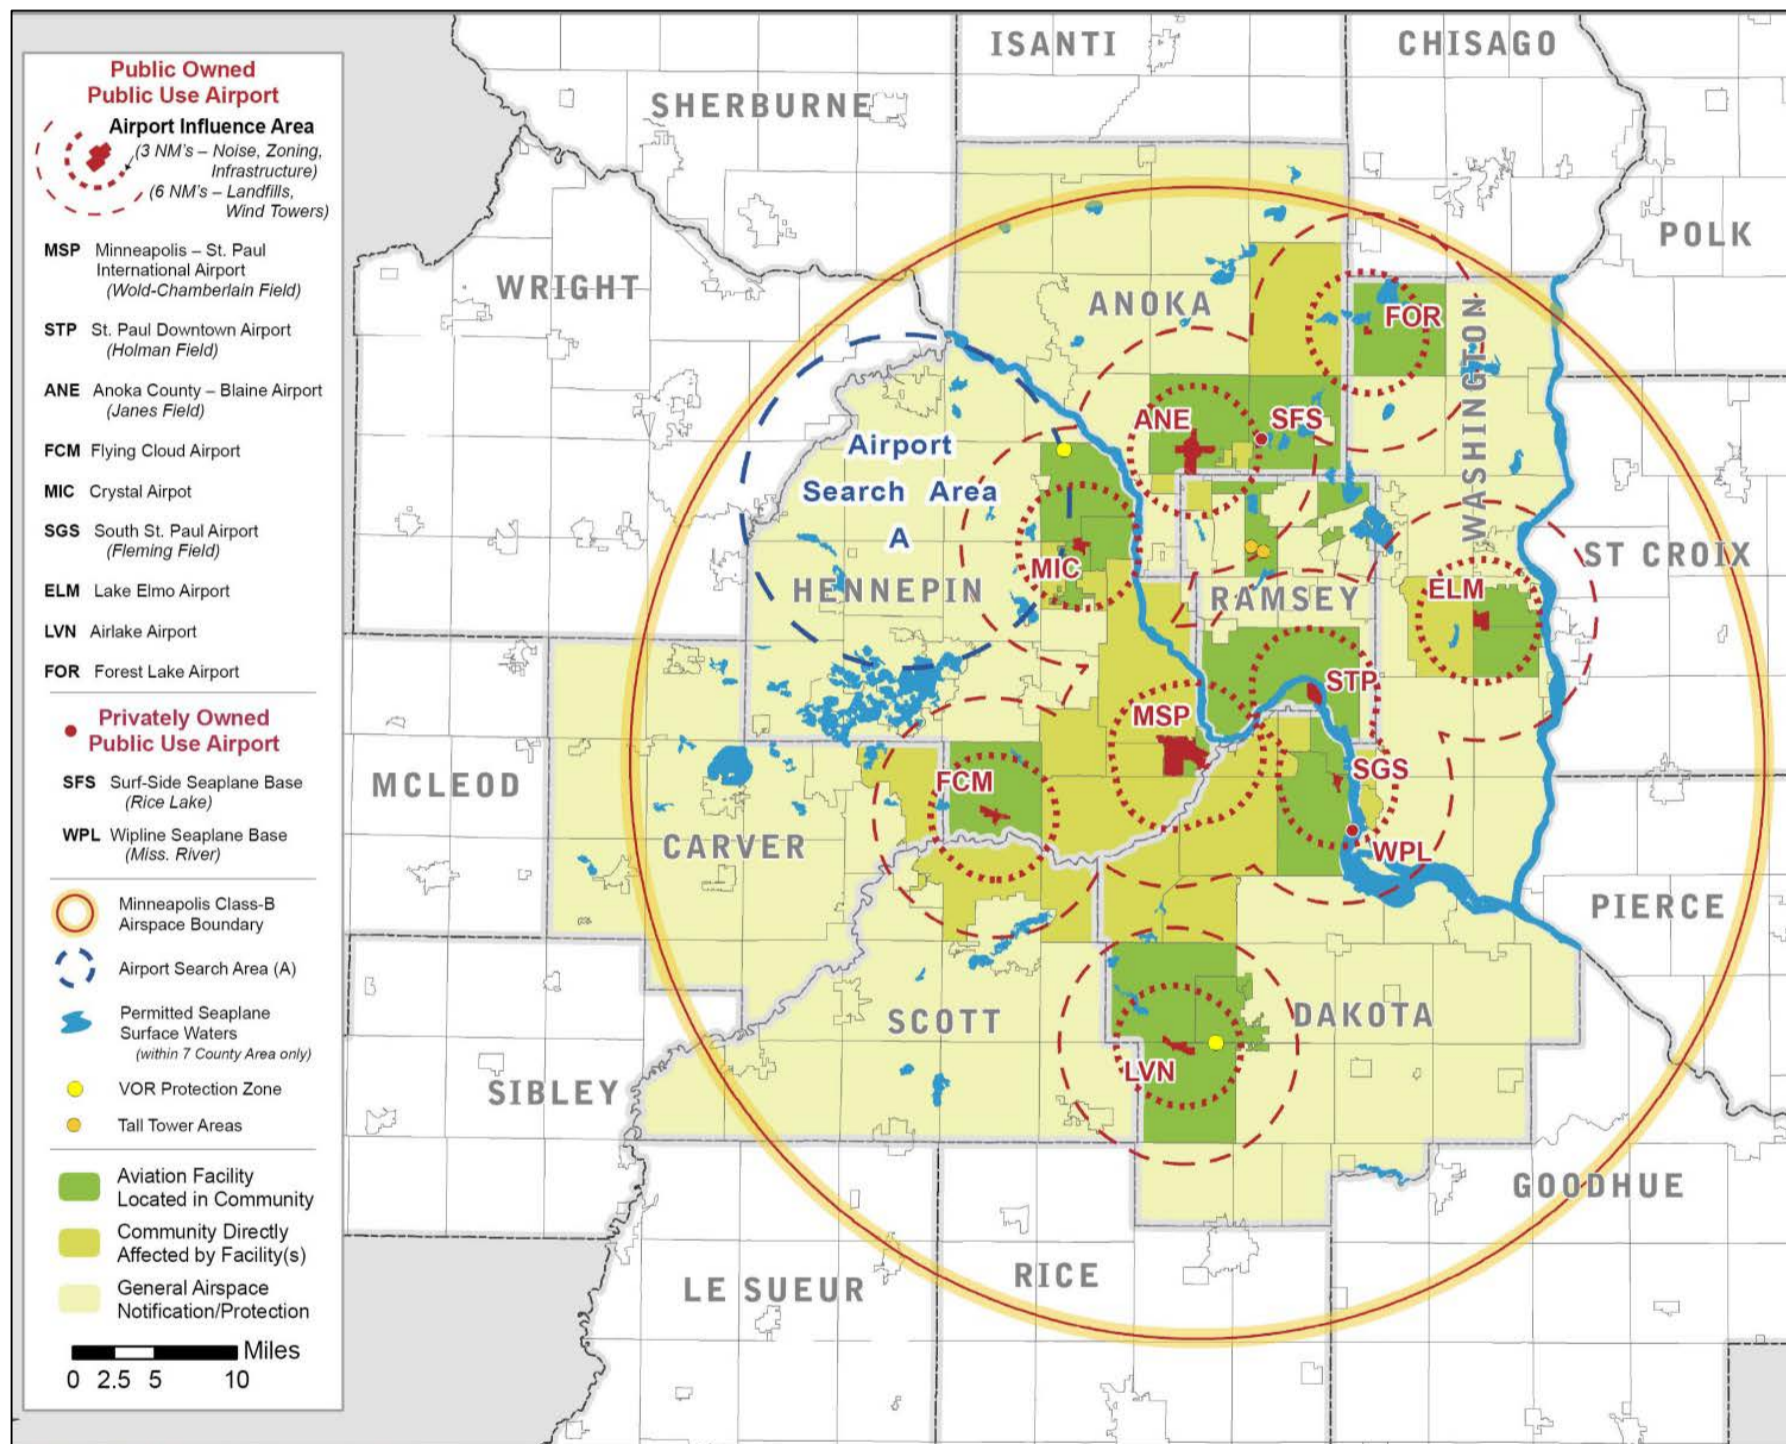 Public Owned
Public Use Airport
Airport Influence Area
(3 NM's – Noise, Zoning,
Infrastructure)
(6 NM's – Landfills,
Wind Towers)
MSP Minneapolis – St. Paul
International Airport
(Wold-Chamberlain Field)
STP St. Paul Downtown Airport
(Holman Field)
ANE Anoka County – Blaine Airport
(Janes Field)
FCM Flying Cloud Airport
MIC Crystal Airpot
SGS South St. Paul Airport
(Fleming Field)
ELM Lake Elmo Airport
LVN Airlake Airport
FOR Forest Lake Airport
Privately Owned
Public Use Airport
SFS Surf-Side Seaplane Base
(Rice Lake)
WPL Wipline Seaplane Base
(Miss. River)
Minneapolis Class-B
Airspace Boundary
Airport Search Area (A)
Permitted Seaplane
Surface Waters
(within 7 County Area only)
VOR Protection Zone
Tall Tower Areas
Aviation Facility
Located in Community
Community Directly
Affected by Facility(s)
General Airspace
Notification/Protection
Miles
0 2.5 5 10
ISANTI
CHISAGO
SHERBURNE
POLK
WRIGHT
ANOKA
FOR
WASHINGTON
ANE
SFS
Airport
Search Area
A
HENNEPIN
MIC
RAMSEY
ELM
ST CROIX
STP
MSP
SGS
MCLEOD
FCM
CARVER
WPL
PIERCE
SCOTT
DAKOTA
LVN
SIBLEY
GOODHUE
LE SUEUR
RICE